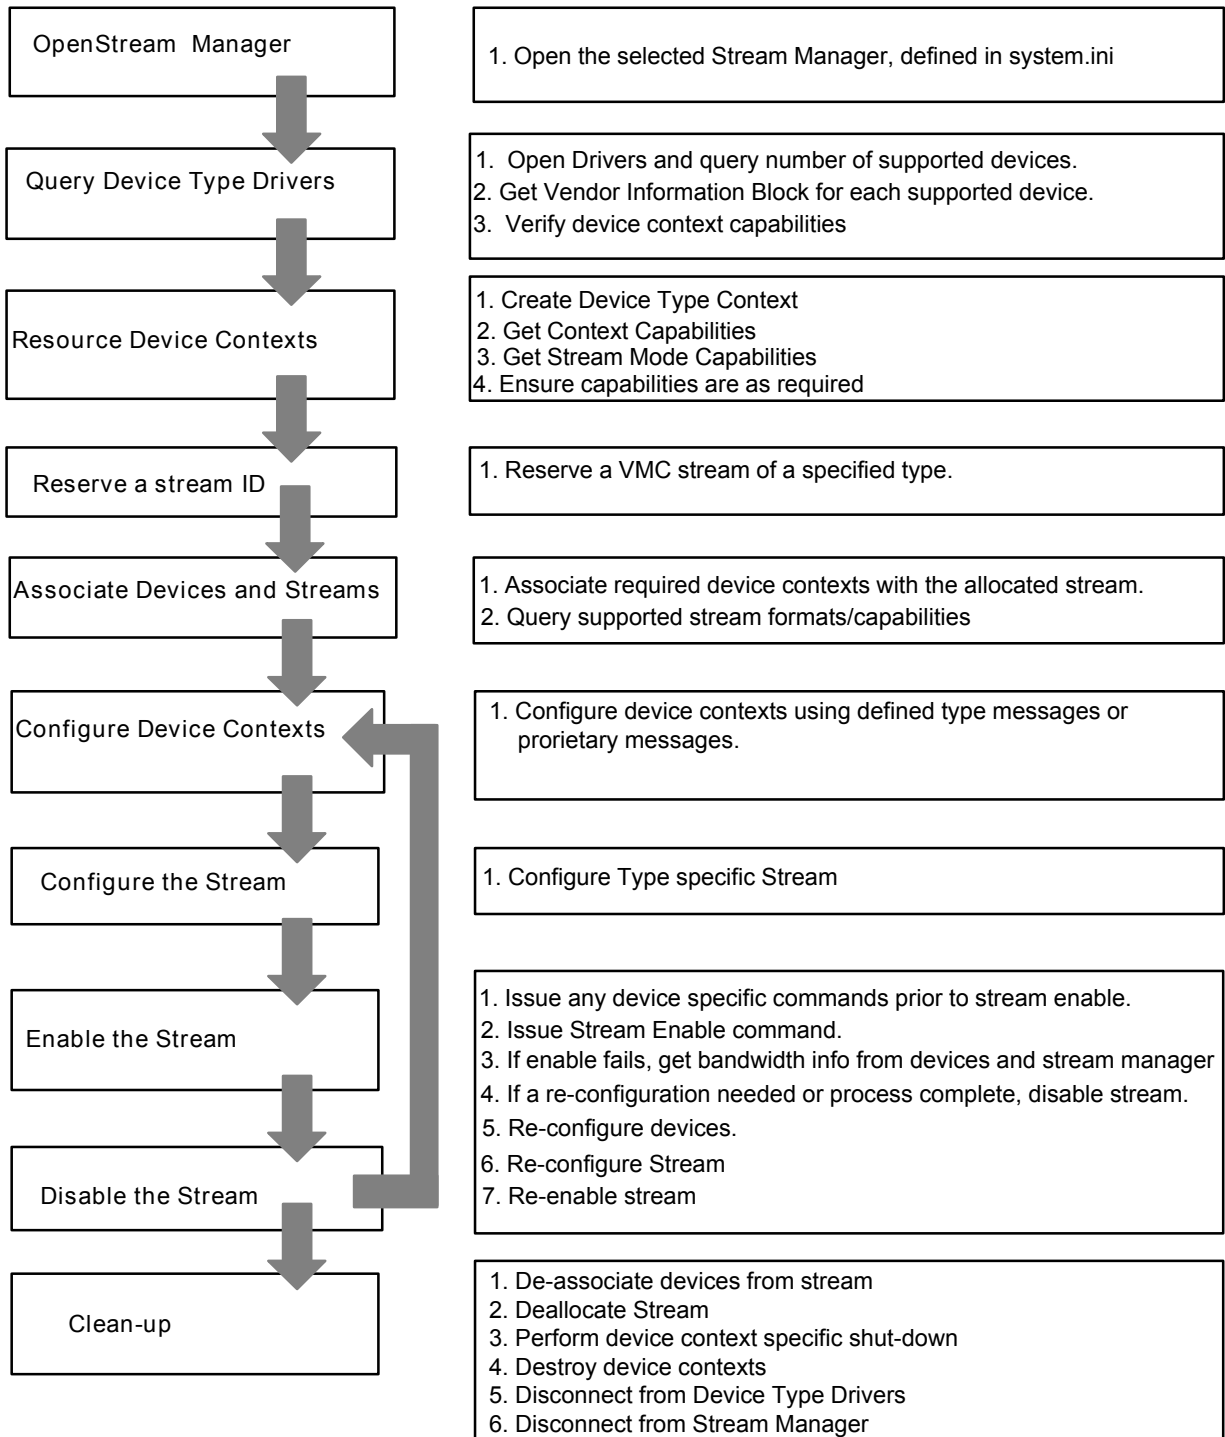 OpenStream Manager
1. Open the selected Stream Manager, defined in system.ini
Query Device Type Drivers
1. Open Drivers and query number of supported devices.
2. Get Vendor Information Block for each supported device.
3. Verify device context capabilities
Resource Device Contexts
1. Create Device Type Context
2. Get Context Capabilities
3. Get Stream Mode Capabilities
4. Ensure capabilities are as required
Reserve a stream ID
1. Reserve a VMC stream of a specified type.
Associate Devices and Streams
1. Associate required device contexts with the allocated stream.
2. Query supported stream formats/capabilities
Configure Device Contexts
1. Configure device contexts using defined type messages or
prorietary messages.
Configure the Stream
1. Configure Type specific Stream
Enable the Stream
1. Issue any device specific commands prior to stream enable.
2. Issue Stream Enable command.
3. If enable fails, get bandwidth info from devices and stream manager
4. If a re-configuration needed or process complete, disable stream.
5. Re-configure devices.
6. Re-configure Stream
7. Re-enable stream
Disable the Stream
Clean-up
1. De-associate devices from stream
2. Deallocate Stream
3. Perform device context specific shut-down
4. Destroy device contexts
5. Disconnect from Device Type Drivers
6. Disconnect from Stream Manager